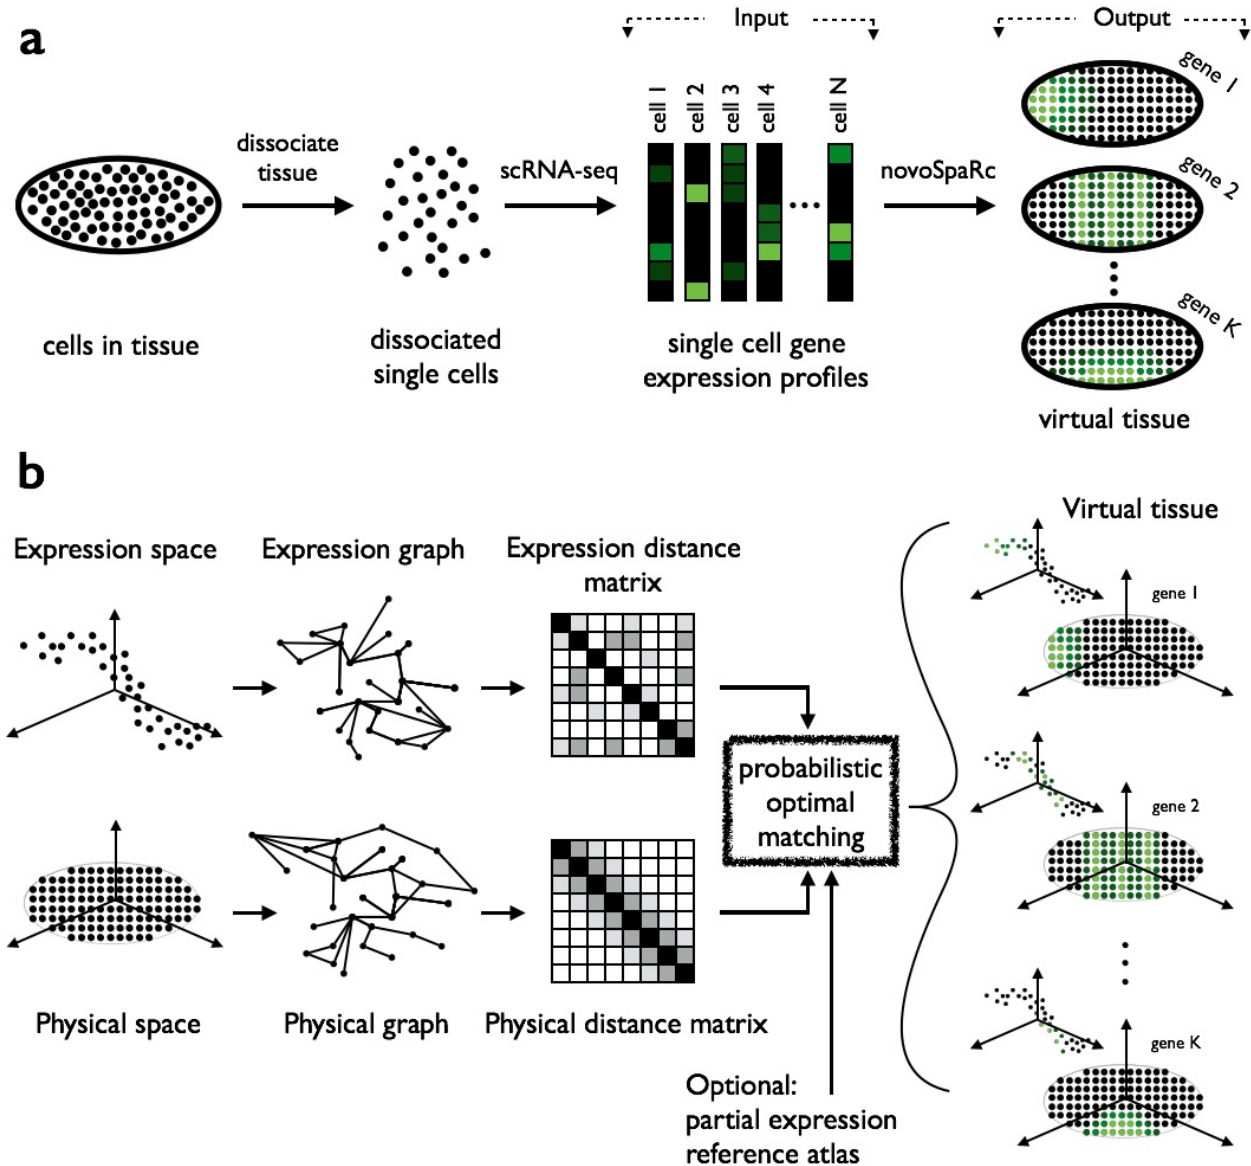 a
Input
Output
dissociate
tissue
scRNA-seq
cell 1
cell 2
cell 3
cell 4
cell N
novoSpaRc
gene 1
gene 2
gene K
cells in tissue
dissociated
single cells
single cell gene
expression profiles
virtual tissue
b
Expression space
Expression graph
Expression distance
matrix
Virtual tissue
gene 1
probabilistic
optimal
matching
gene 2
Physical space
Physical graph
Physical distance matrix
gene K
Optional:
partial expression
reference atlas